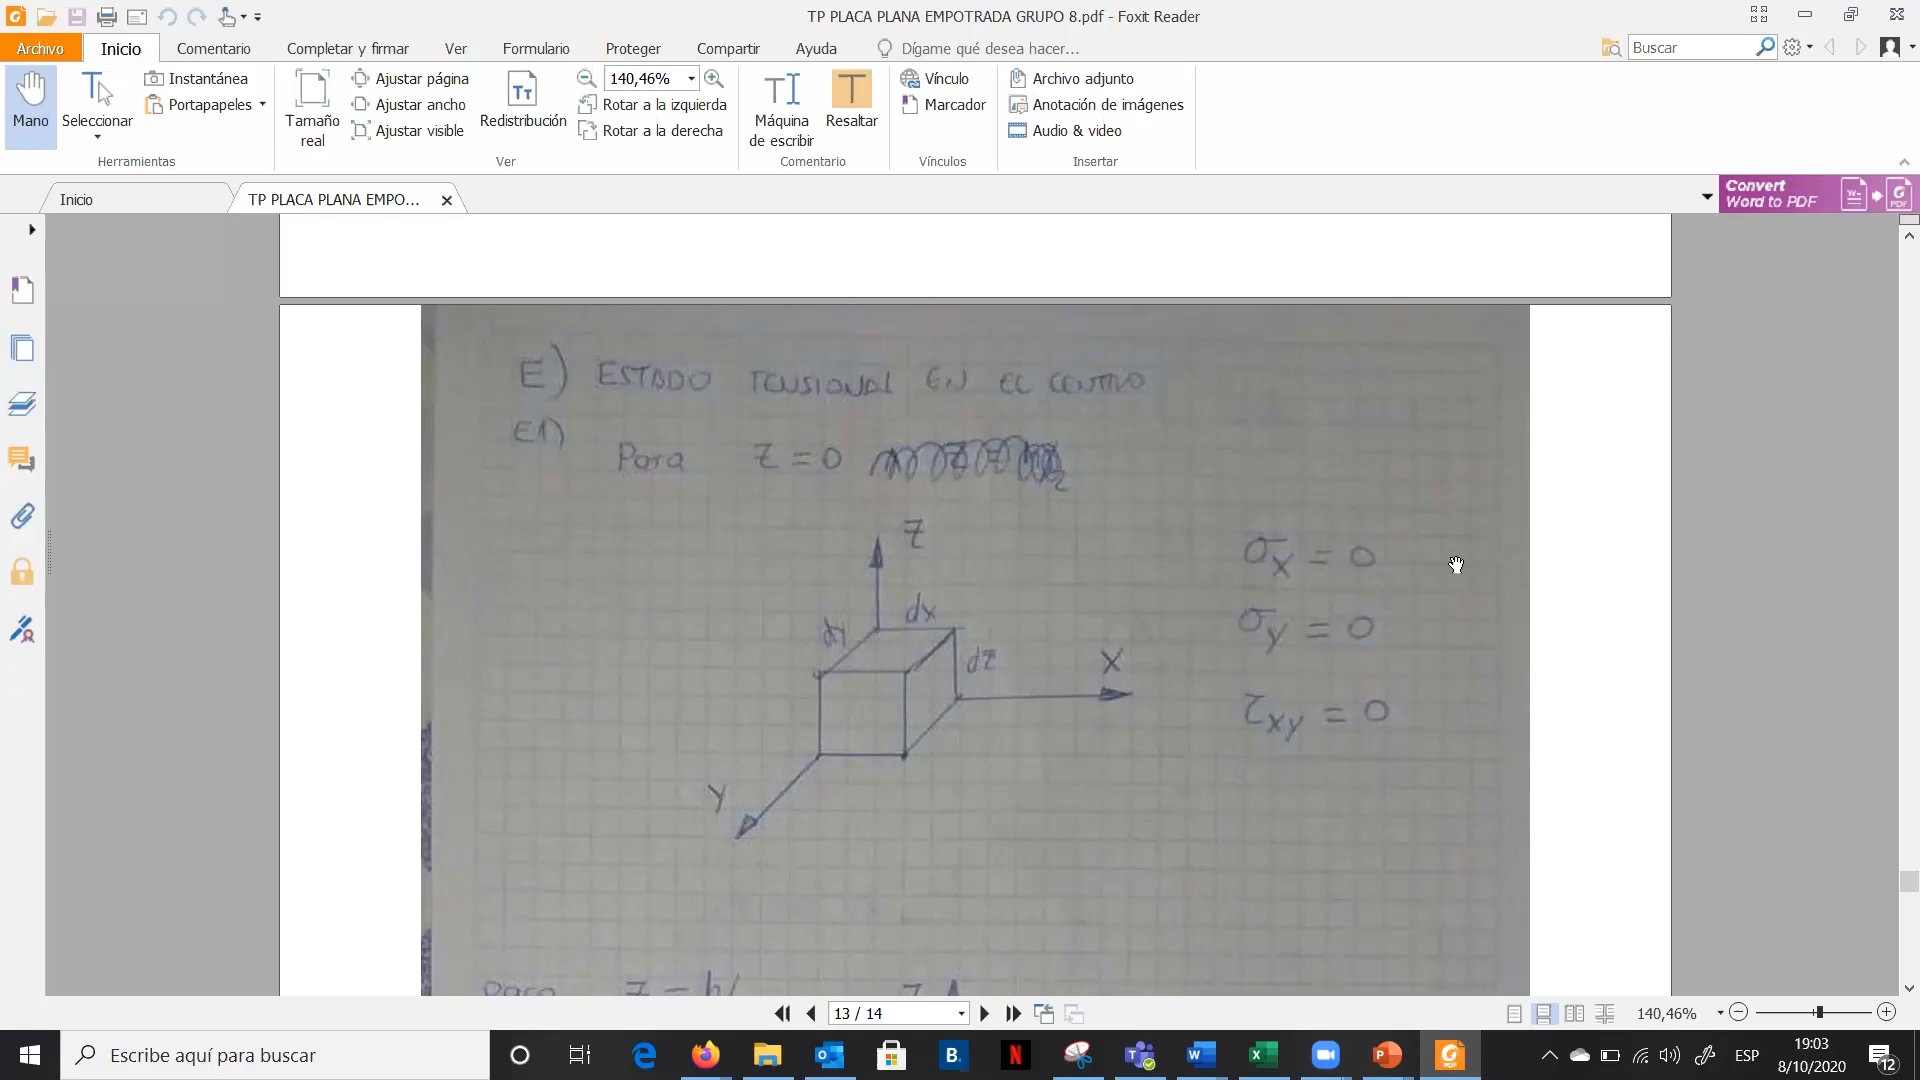 TP PLACA PLANA EMPOTRADA GRUPO 8.pdf - Foxit Reader
Archivo Inicio Comentario Completar y firmar Ver Formulario Proteger Compartir Ayuda Dígame qué desea hacer... Buscar
Mano
Seleccionar
Instantánea
Portapapeles
Herramientas
Tamaño real
Ajustar página
Ajustar ancho
Ajustar visible
Redistribución
140,46%
Rotar a la izquierda
Rotar a la derecha
Ver
Máquina de escribir
Resaltar
Comentario
Vínculo
Marcador
Vínculos
Archivo adjunto
Anotación de imágenes
Audio & video
Insertar
Inicio
TP PLACA PLANA EMPO...
Convert
Word to PDF
E) ESTADO TENSIONAL EN EL CENTRO
E1)
Para Z = 0
Z
dy dx
dz
X
Y
σx = 0
σy = 0
τxy = 0
Para Z = h/ Z
13 / 14
140,46%
Escribe aquí para buscar
ESP
19:03
8/10/2020
12